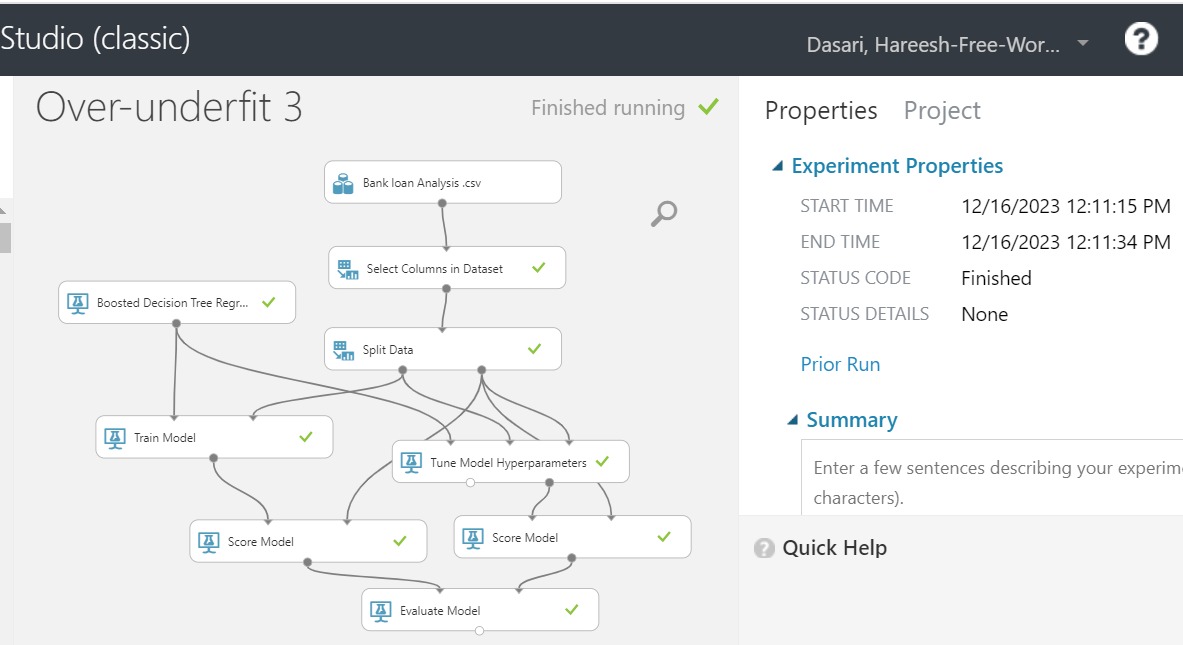 Studio (classic)
Dasari, Hareesh-Free-Wor...
?
Over-underfit 3
Finished running
Bank loan Analysis .csv
Select Columns in Dataset
Boosted Decision Tree Regr...
Split Data
Train Model
Tune Model Hyperparameters
Score Model
Score Model
Evaluate Model
Properties Project
Experiment Properties
START TIME 12/16/2023 12:11:15 PM
END TIME 12/16/2023 12:11:34 PM
STATUS CODE Finished
STATUS DETAILS None
Prior Run
Summary
Enter a few sentences describing your experim
characters).
? Quick Help